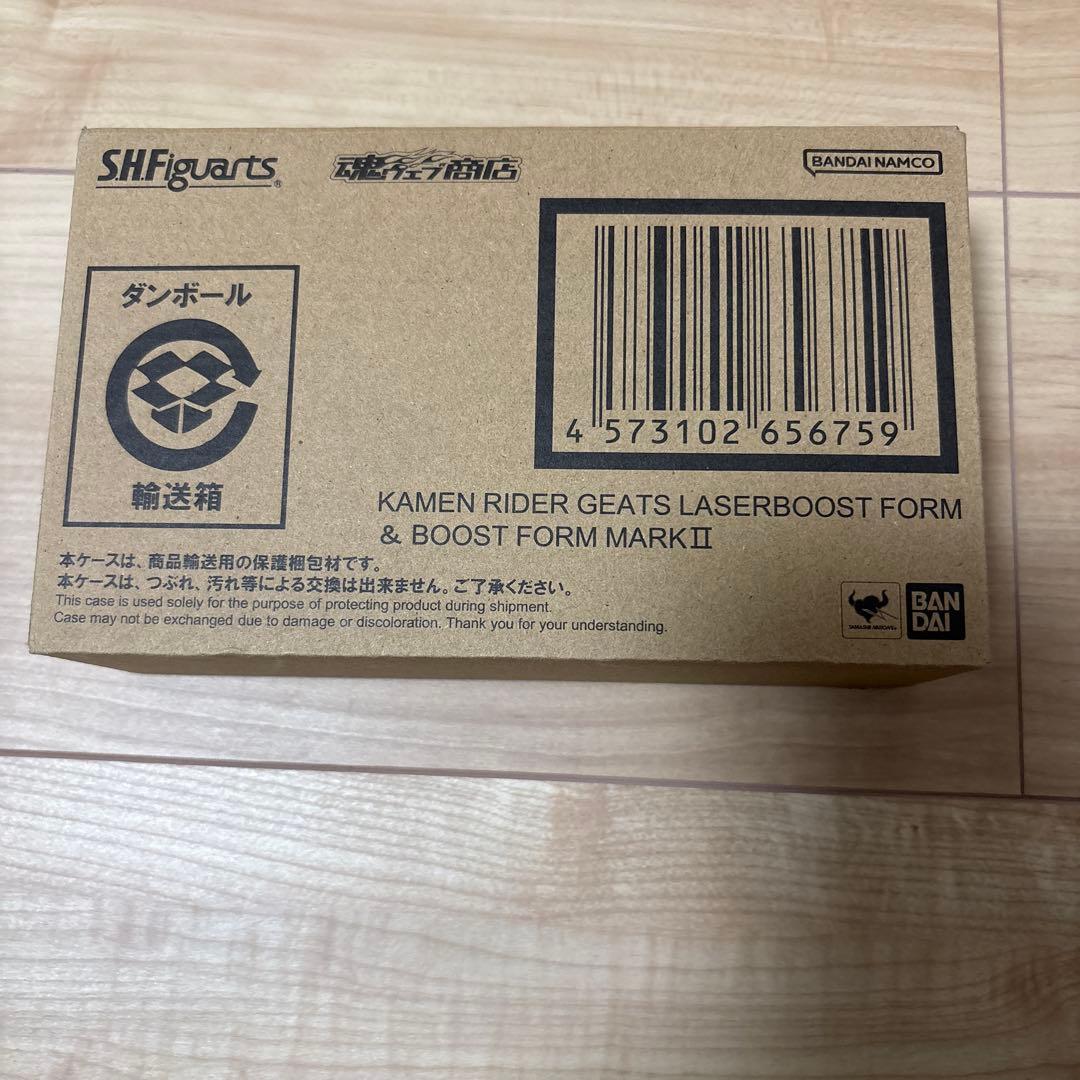 S.H.Figuarts®
魂ウェブ商店
BANDAI NAMCO
ダンボール
輸送箱
4 573102 656759
KAMEN RIDER GEATS LASERBOOST FORM
& BOOST FORM MARKⅡ
本ケースは、商品輸送用の保護梱包材です。
本ケースは、つぶれ、汚れ等による交換は出来ません。ご了承ください。
This case is used solely for the purpose of protecting product during shipment.
Case may not be exchanged due to damage or discoloration. Thank you for your understanding.
TAMASHII NATIONS
BAN
DAI